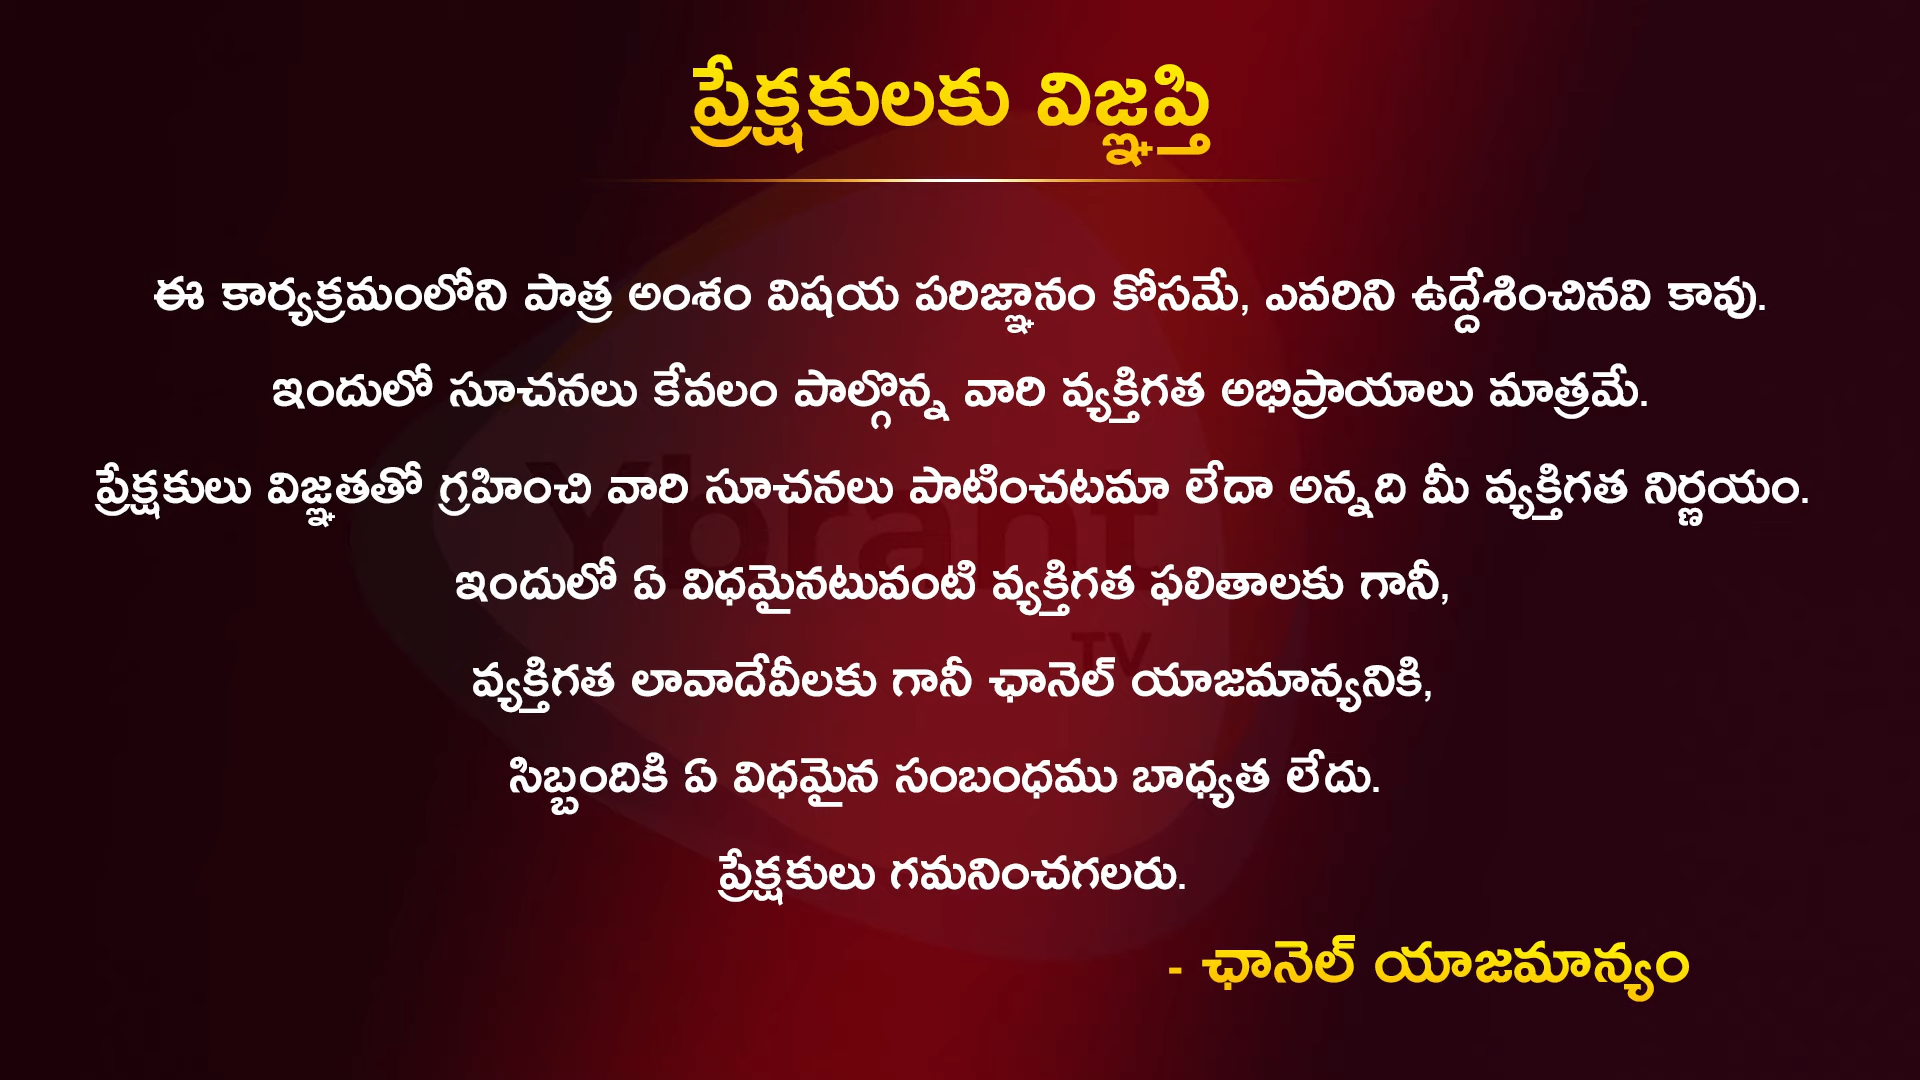 ప్రేక్షకులకు విజ్ఞప్తి
ఈ కార్యక్రమంలోని పాత్ర అంశం విషయ పరిజ్ఞానం కోసమే, ఎవరిని ఉద్దేశించినవి కావు.
ఇందులో సూచనలు కేవలం పాల్గొన్న వారి వ్యక్తిగత అభిప్రాయాలు మాత్రమే.
ప్రేక్షకులు విజ్ఞతతో గ్రహించి వారి సూచనలు పాటించటమా లేదా అన్నది మీ వ్యక్తిగత నిర్ణయం.
Ybrant
ఇందులో ఏ విధమైనటువంటి వ్యక్తిగత ఫలితాలకు గానీ,
TV
వ్యక్తిగత లావాదేవీలకు గానీ ఛానెల్ యాజమాన్యనికి,
సిబ్బందికి ఏ విధమైన సంబంధము బాధ్యత లేదు.
ప్రేక్షకులు గమనించగలరు.
- ఛానెల్ యాజమాన్యం